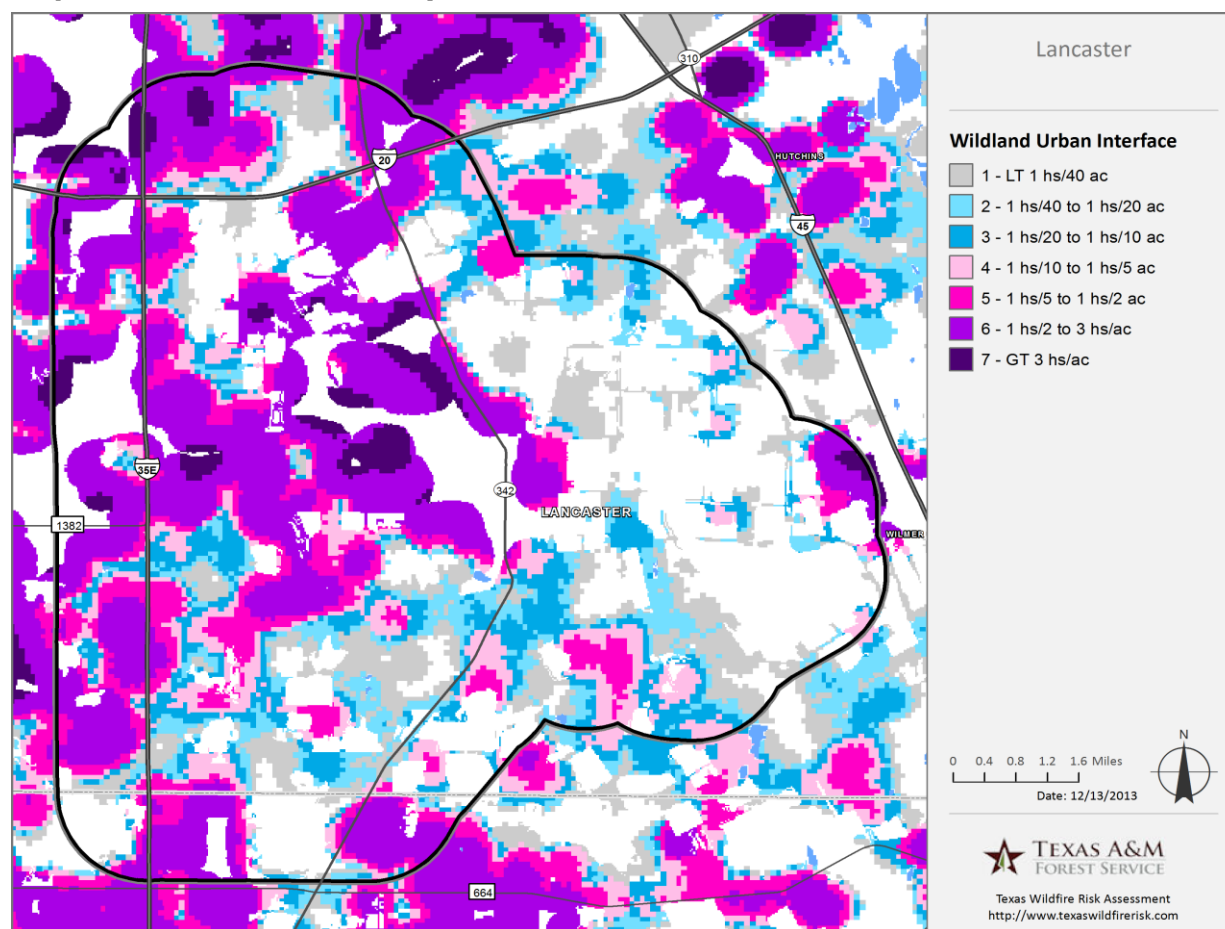 Lancaster
Wildland Urban Interface
1 - LT 1 hs/40 ac
2 - 1 hs/40 to 1 hs/20 ac
3 - 1 hs/20 to 1 hs/10 ac
4 - 1 hs/10 to 1 hs/5 ac
5 - 1 hs/5 to 1 hs/2 ac
6 - 1 hs/2 to 3 hs/ac
7 - GT 3 hs/ac
310
20
HUTCHINS
45
35E
342
LANCASTER
1382
WILMER
664
N
0 0.4 0.8 1.2 1.6 Miles
Date: 12/13/2013
TEXAS A&M
FOREST SERVICE
Texas Wildfire Risk Assessment
http://www.texaswildfirerisk.com